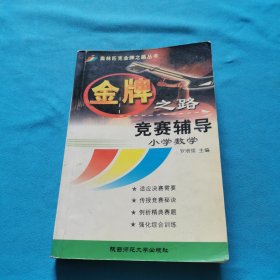 奥林匹克金牌之路丛书
金牌之路
竞赛辅导
小学数学
主编
★适应决赛需要
★传授竞赛秘诀
★剖析精典赛题
★强化综合训练
陕西师范大学出版社